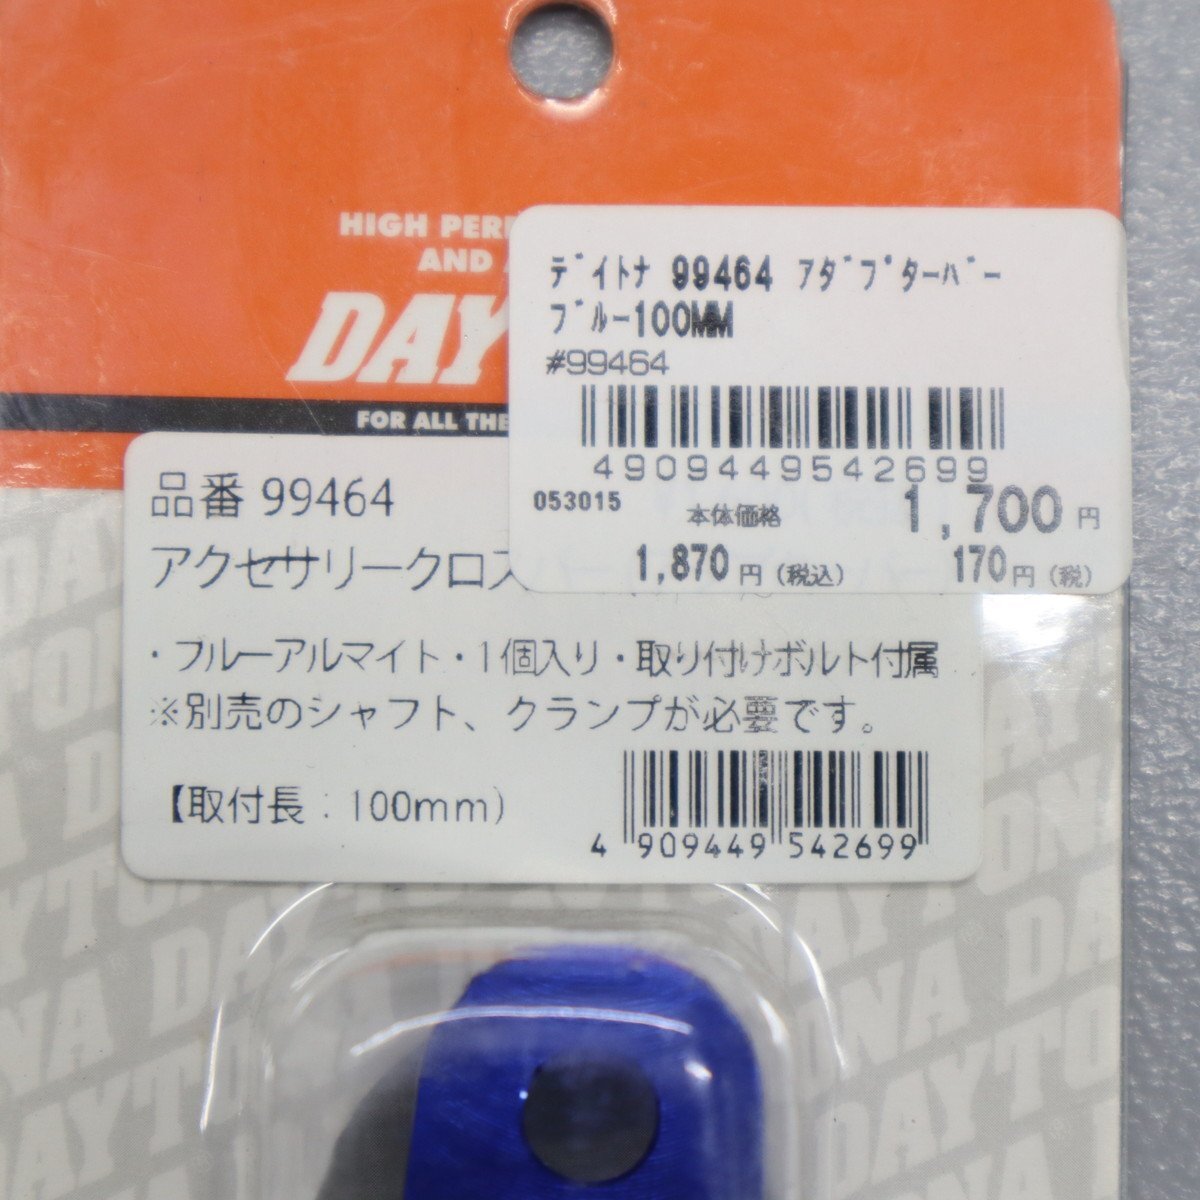 HIGH PER
AND
DAY
FOR ALL THE
ﾃﾞｲﾄﾅ 99464 ｱﾀﾞﾌﾟﾀｰﾊﾞｰ
ﾌﾞﾙｰ100MM
#99464
4909449542699
053015 本体価格 1,700円
1,870円(税込) 170円(税)
品番 99464
アクセサリークロス
・ブルーアルマイト・1個入り・取り付けボルト付属
※別売のシャフト、クランプが必要です。
【取付長：100mm)
4 909449 542699
DAYTONA